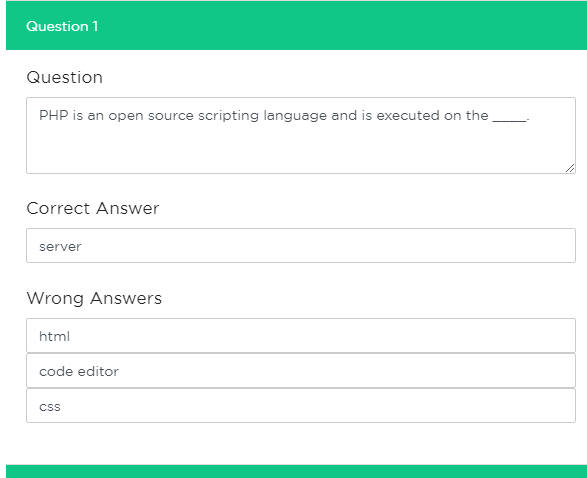 Question 1
Question
PHP is an open source scripting language and is executed on the ____.
Correct Answer
server
Wrong Answers
html
code editor
css